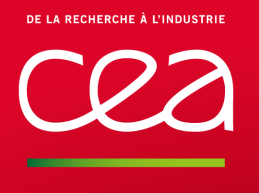 DE LA RECHERCHE À L'INDUSTRIE
cea